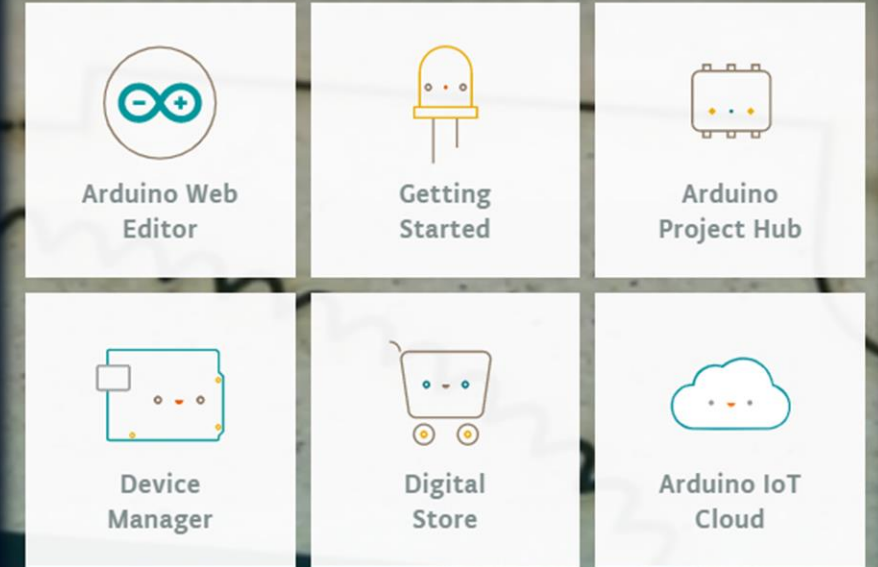 Arduino Web
Editor
Getting
Started
Arduino
Project Hub
Device
Manager
Digital
Store
Arduino IoT
Cloud